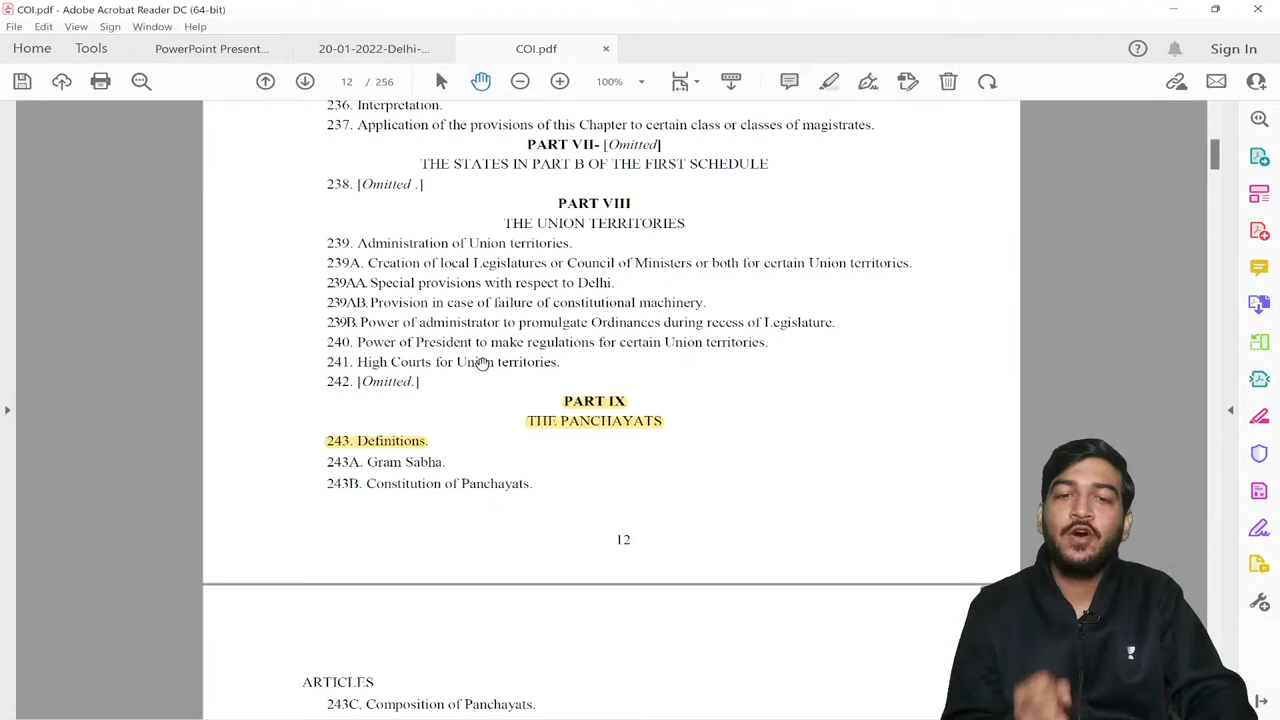 COI.pdf - Adobe Acrobat Reader DC (64-bit)
File Edit View Sign Window Help
Home Tools PowerPoint Present... 20-01-2022-Delhi-... COI.pdf × Sign In
12 / 256 100%
236. Interpretation.
237. Application of the provisions of this Chapter to certain class or classes of magistrates.
PART VII- [Omitted]
THE STATES IN PART B OF THE FIRST SCHEDULE
238. [Omitted .]
PART VIII
THE UNION TERRITORIES
239. Administration of Union territories.
239A. Creation of local Legislatures or Council of Ministers or both for certain Union territories.
239AA. Special provisions with respect to Delhi.
239AB. Provision in case of failure of constitutional machinery.
239B. Power of administrator to promulgate Ordinances during recess of Legislature.
240. Power of President to make regulations for certain Union territories.
241. High Courts for Union territories.
242. [Omitted.]
PART IX
THE PANCHAYATS
243. Definitions.
243A. Gram Sabha.
243B. Constitution of Panchayats.
12
ARTICLES
243C. Composition of Panchayats.